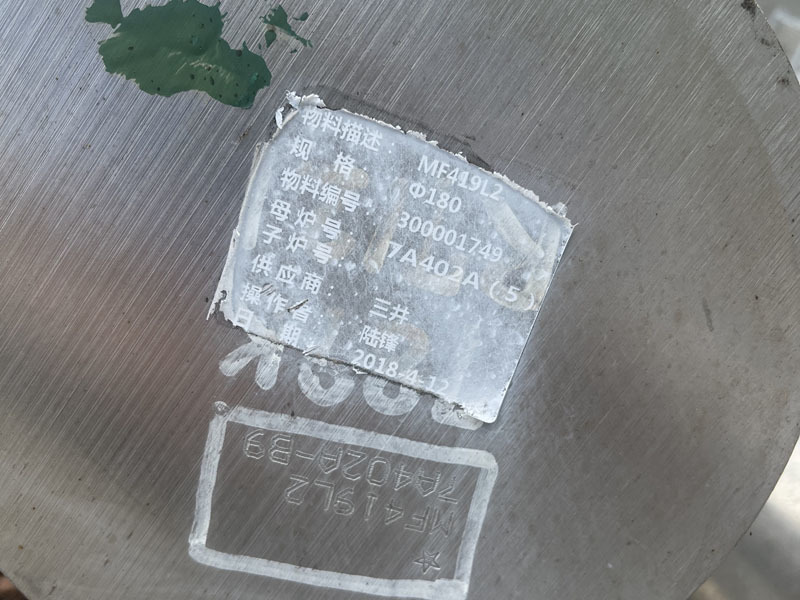 物料描述: MF419L2
规 格: Φ180
物料编号: 300001749
母炉号: 7A402A(5)
子炉号:
供应商: 三井
操作者: 陆锋
日 期: 2018-4-12
☆ MF419L2
7A402A-B9